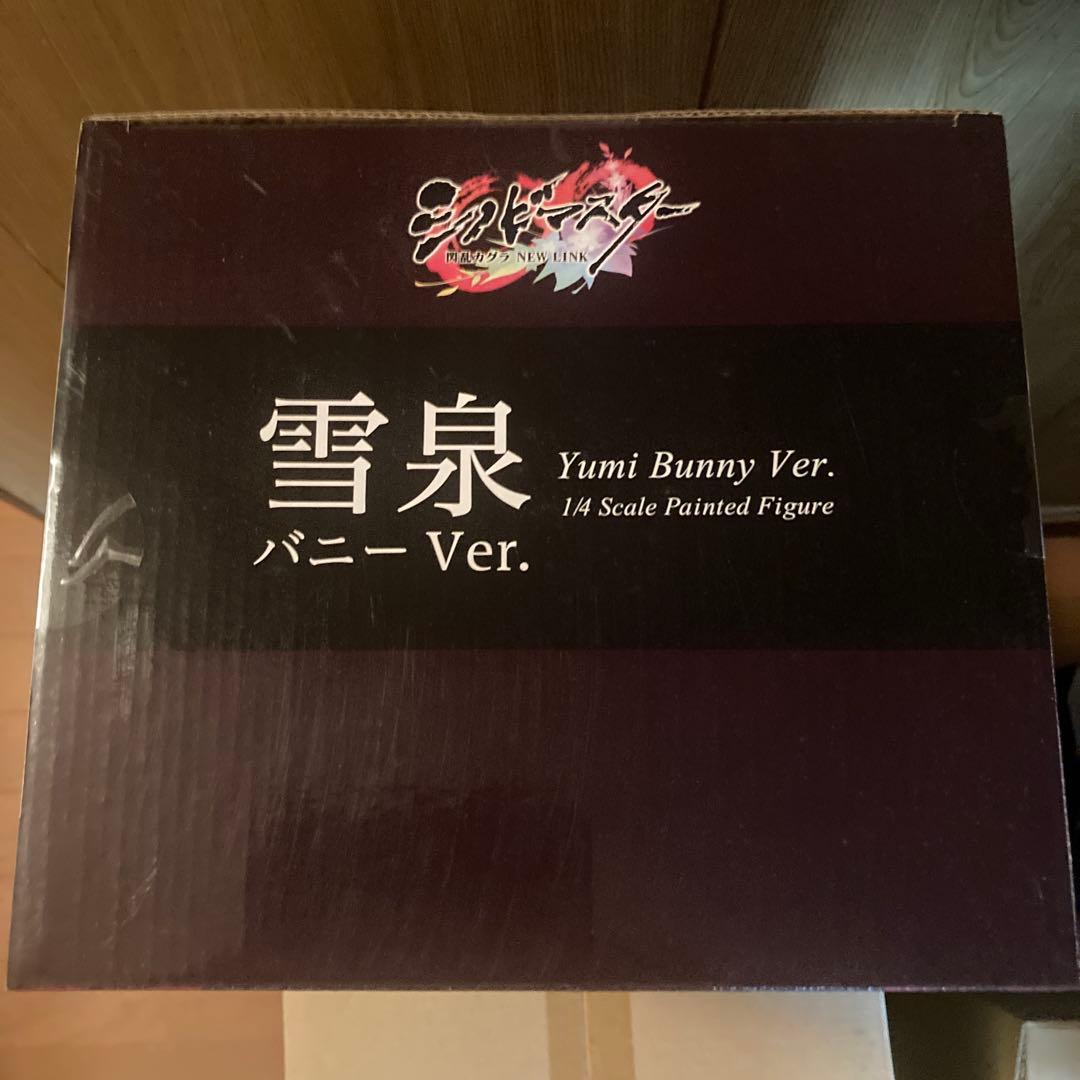 シノビマスター
閃乱カグラ NEW LINK
雪泉
バニー Ver.
Yumi Bunny Ver.
1/4 Scale Painted Figure